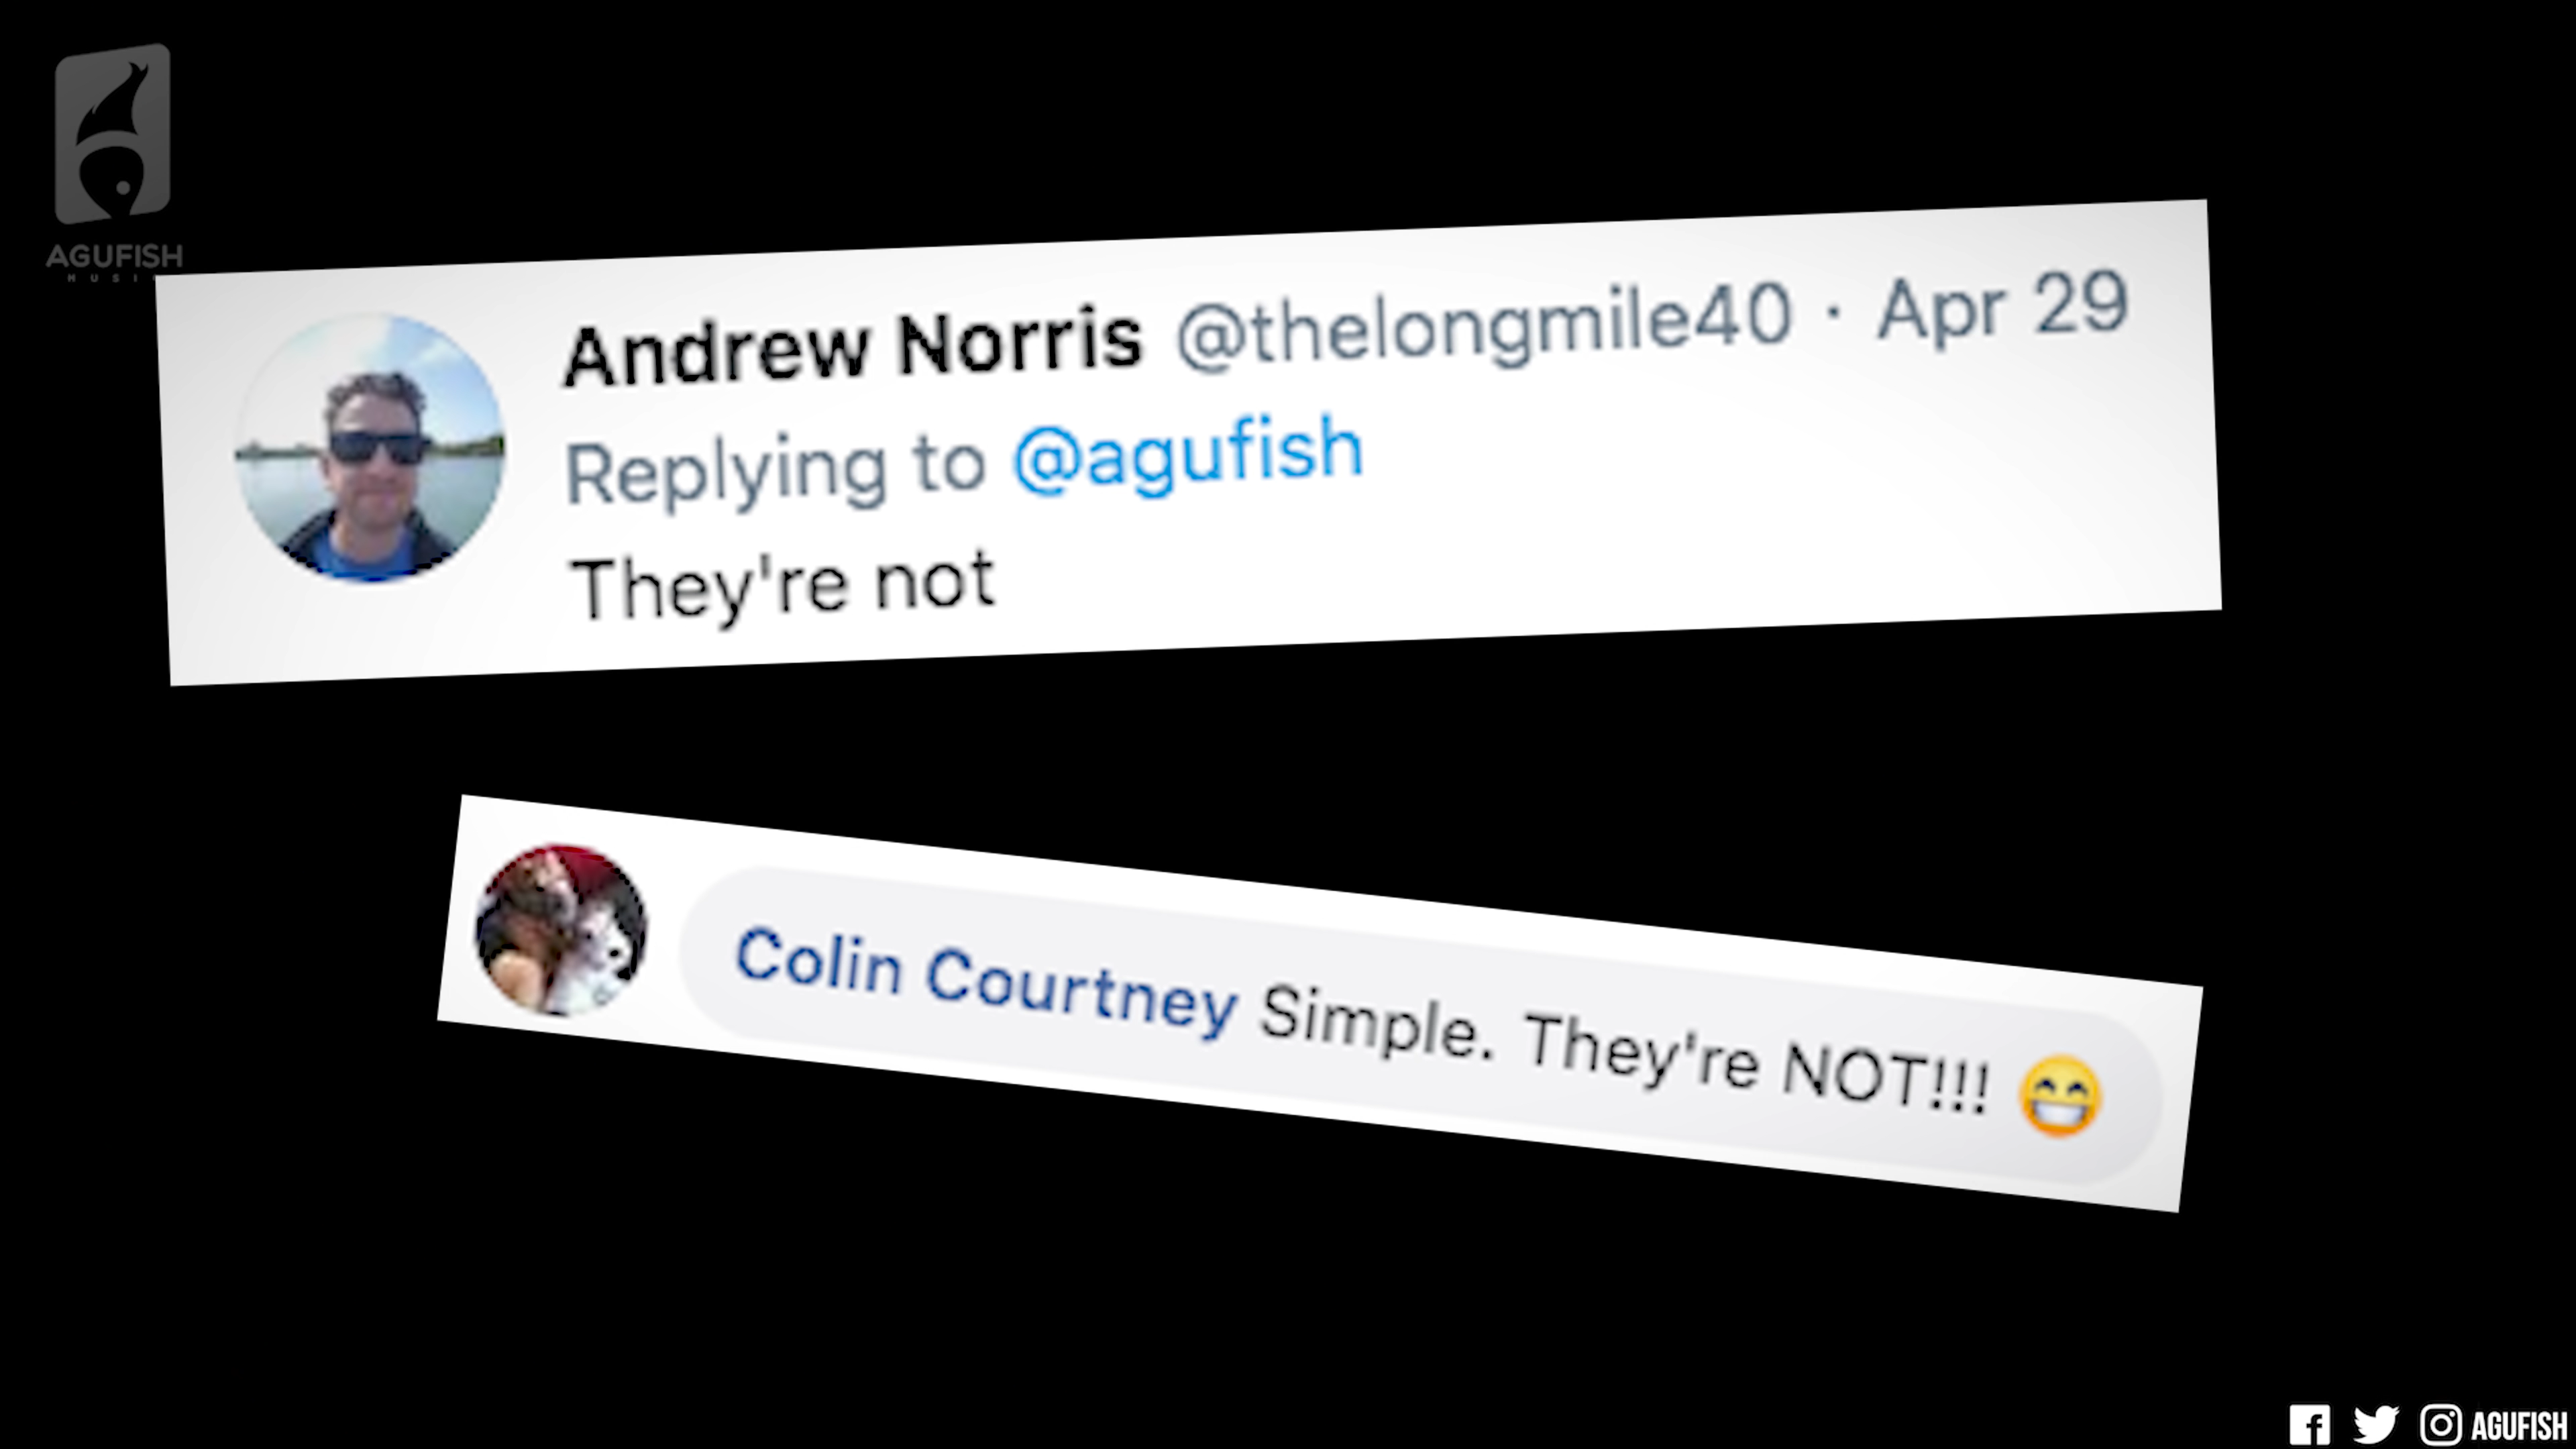 AGUFISH
MUSI
Andrew Norris @thelongmile40 · Apr 29
Replying to @agufish
They're not
Colin Courtney Simple. They're NOT!!! 😁
AGUFISH